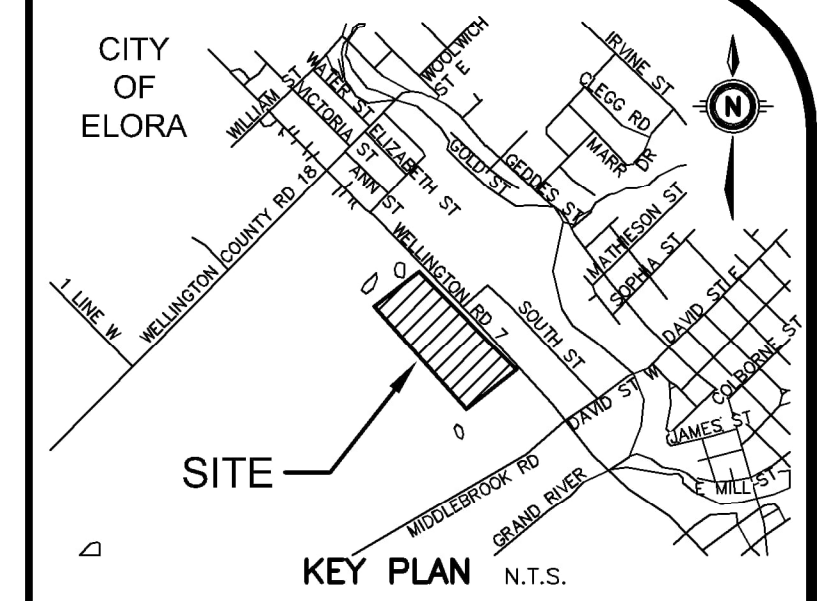 CITY
OF
ELORA
WILLIAM ST
WATER ST
VICTORIA ST
ELIZABETH ST
ANN ST
WOOLWICH
ST E
IRVINE ST
CLEGG RD
MARR DR
GOLD ST
GEDDES ST
N
MATHIESON ST
SOPHIA ST
WELLINGTON COUNTY RD 18
1 LINE W
WELLINGTON RD 7
SOUTH ST
DAVID ST E
DAVID ST W
COLBORNE ST
JAMES ST
E MILL ST
SITE
MIDDLEBROOK RD
GRAND RIVER
KEY PLAN N.T.S.